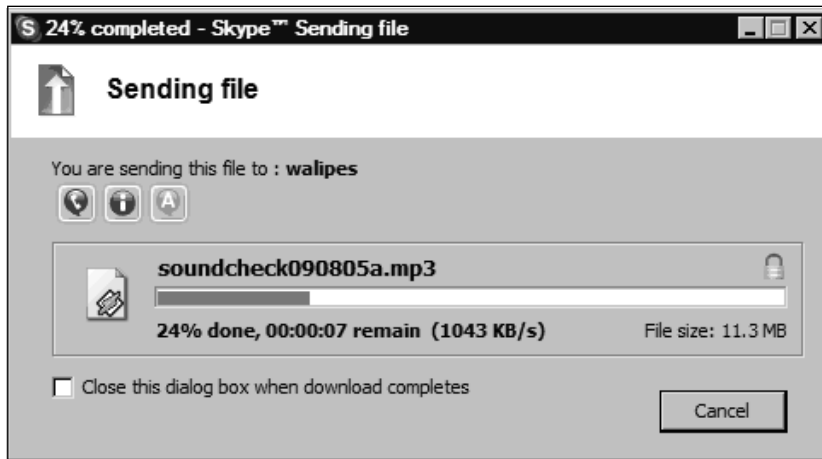 S 24% completed - Skype™ Sending file
Sending file
You are sending this file to : walipes
soundcheck090805a.mp3
24% done, 00:00:07 remain (1043 KB/s) File size: 11.3 MB
Close this dialog box when download completes
Cancel